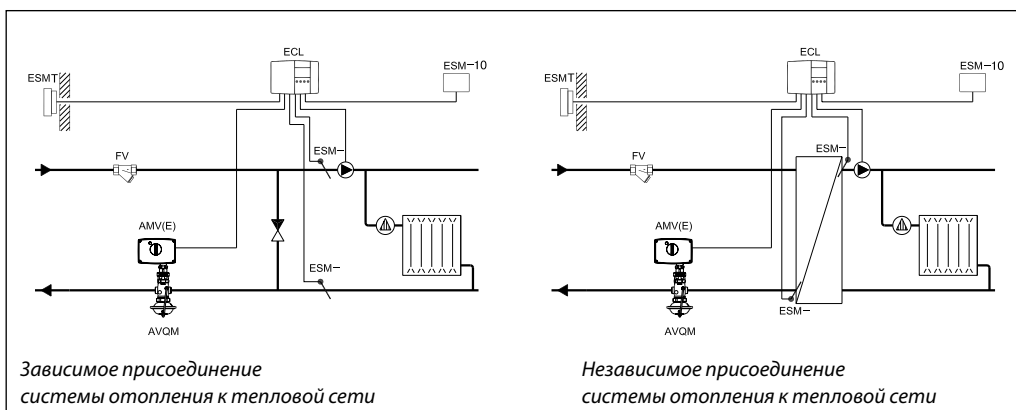 ECL
ESMT
ESM-10
ESM-
FV
AMV(E)
ESM-
AVQM
Зависимое присоединение
системы отопления к тепловой сети
ECL
ESMT
ESM-10
ESM-
FV
AMV(E)
ESM-
AVQM
Независимое присоединение
системы отопления к тепловой сети